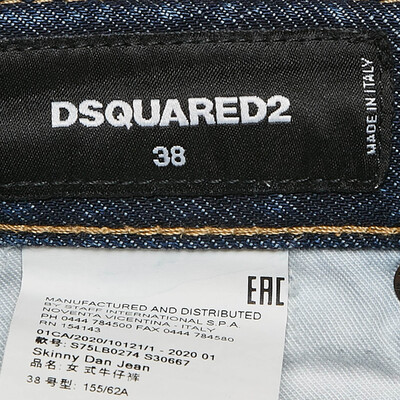 DSQUARED2
38
MADE IN ITALY
EAC
MANUFACTURED AND DISTRIBUTED
BY STAFF INTERNATIONAL S.P.A.
NOVENTA VICENTINA - ITALY
PH 0444 784500 FAX 0444 784580
RN 154143
01CA/2020/10121/1 - 2020 01
款号: S75LB0274 S30667
Skinny Dan Jean
品名: 女式牛仔裤
38 号型: 155/62A